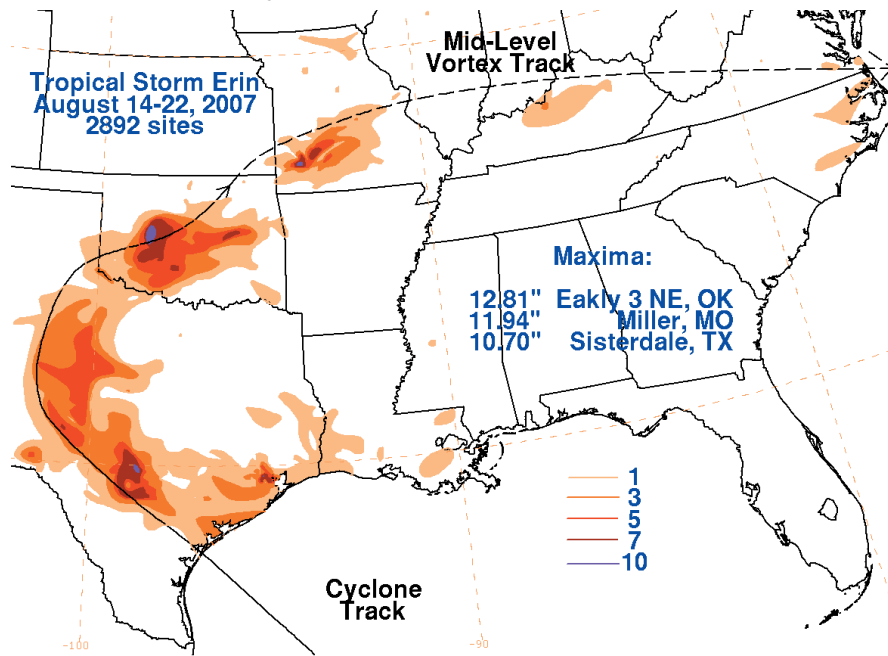 Mid-Level
Vortex Track
Tropical Storm Erin
August 14-22, 2007
2892 sites
Maxima:
12.81" Eakly 3 NE, OK
11.94" Miller, MO
10.70" Sisterdale, TX
1
3
5
7
10
Cyclone
Track
-100
-90